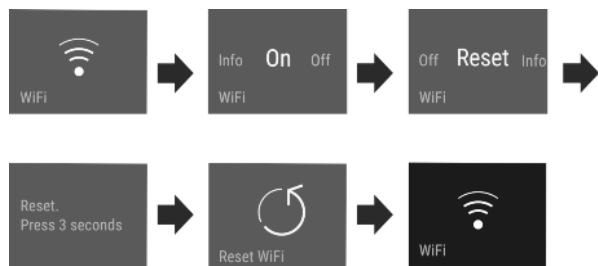 WiFi
Info On Off
WiFi
Off Reset Info
WiFi
Reset.
Press 3 seconds
Reset WiFi
WiFi